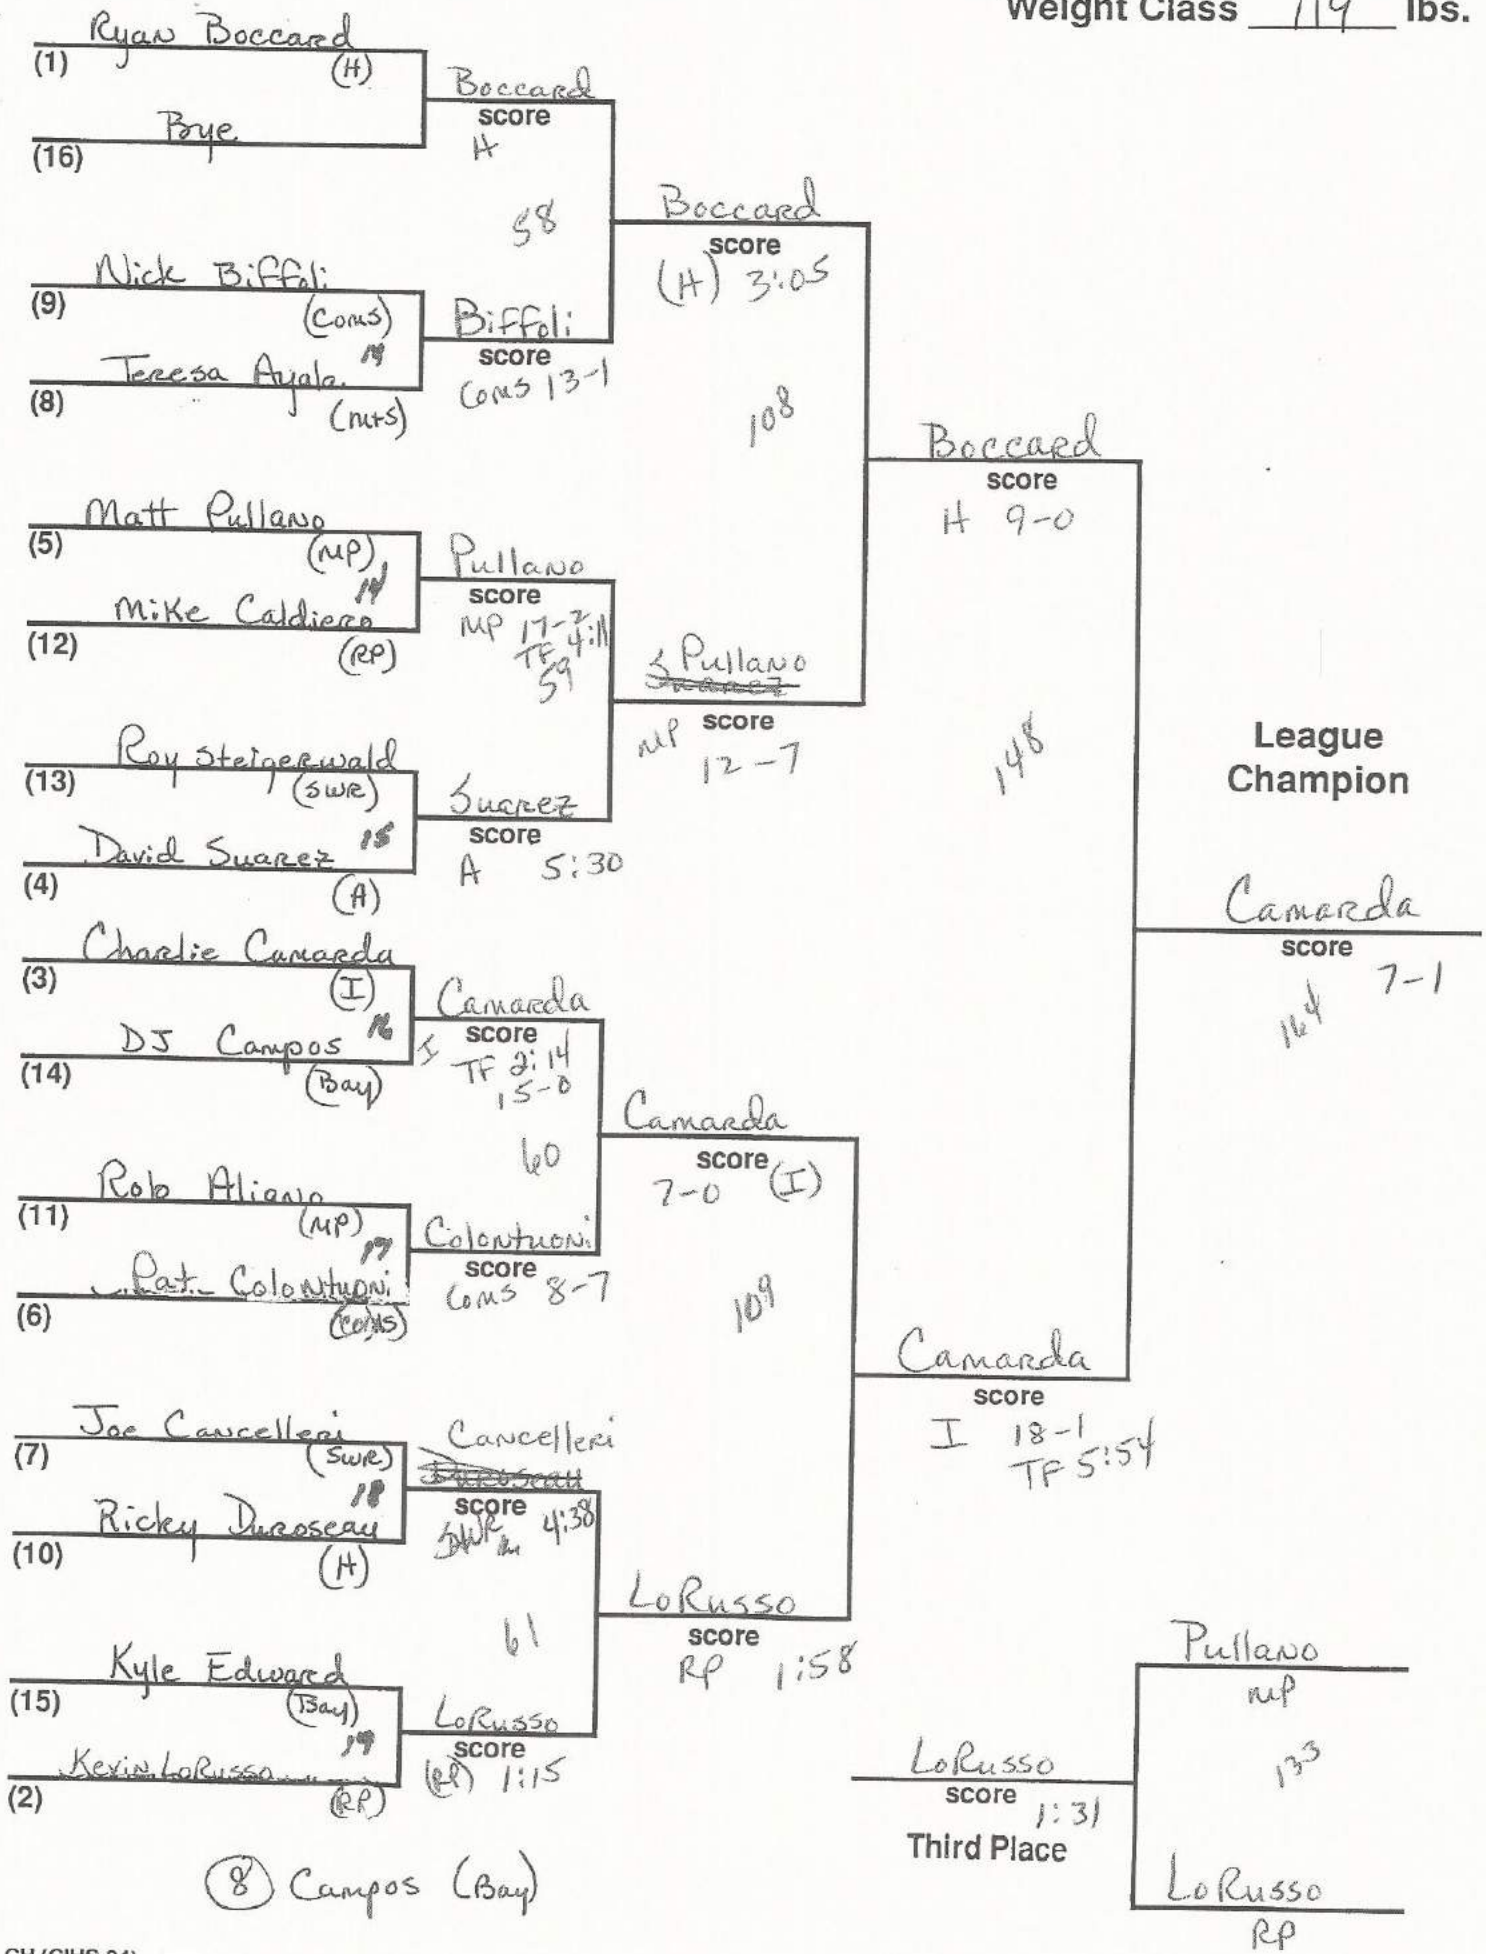 Weight Class 119 lbs.
Ryan Boccard
(1) (H)
Bye
(16)
Boccard
score
H
58
Nick Biffoli
(9) (Coms)
19
Teresa Ayala
(8)
Biffoli
score
Coms 13-1
Boccard
score
(H) 3:05
108
Matt Pullano
(5) (MP)
Mike Caldiero
(12) (RP)
Pullano
score
MP 17-2
TF 4:11
59
Roy Steigerwald
(13) (SWR)
15
David Suarez
(4) (A)
Suarez
score
A 5:30
Pullano
score
MP 12-7
Boccard
score
H 9-0
148
Charlie Camarda
(3) (I)
16
DJ Campos
(14) (Bay)
Camarda
score
I TF 2:14
15-0
60
Rob Aliano
(11) (MP)
17
Pat Colontuoni
(6) (Coms)
Colontuoni
score
Coms 8-7
Camarda
score
7-0 (I)
109
Joe Cancelleri
(7) (SWR)
18
Ricky Duroseau
(10) (H)
Cancelleri
Duroseau
score
SWR 4:38
61
Kyle Edward
(15) (Bay)
19
Kevin LoRusso
(2) (RP)
LoRusso
score
(RP) 1:15
LoRusso
score
RP 1:58
Camarda
score
I 18-1
TF 5:54
League
Champion
Camarda
score
7-1
164
Pullano
MP
133
LoRusso
RP
LoRusso
score
1:31
Third Place
8 Campos (Bay)